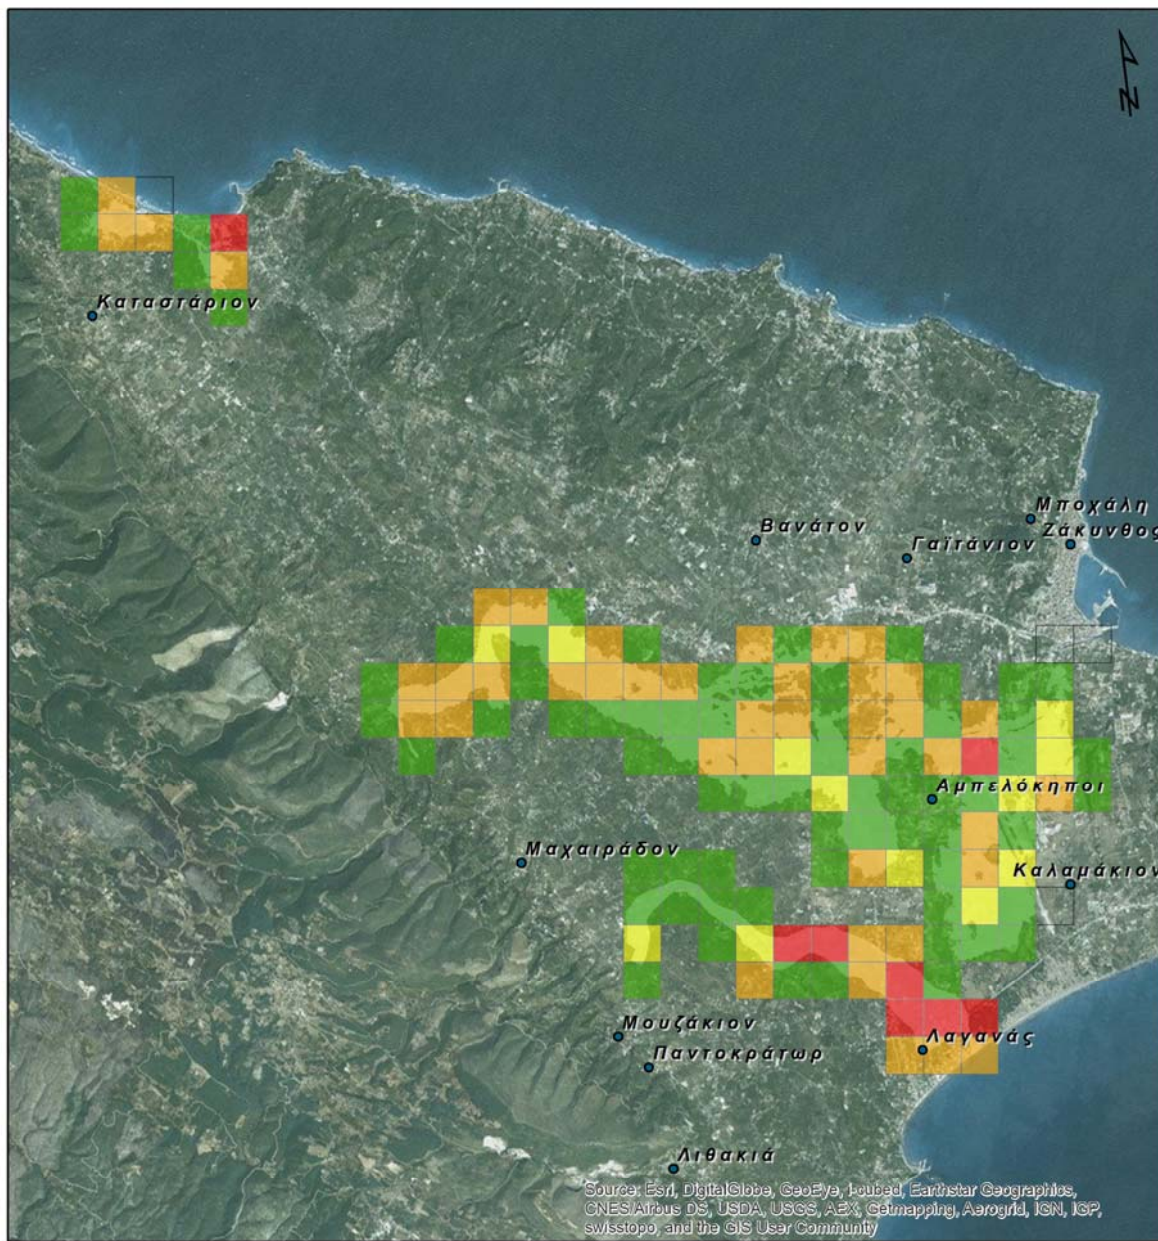 N
Καταστάριον
Μποχάλη
Βανάτον
Ζάκυνθος
Γαϊτάνιον
Αμπελόκηποι
Μαχαιράδον
Καλαμάκιον
Μουζάκιον
Λαγανάς
Παντοκράτωρ
Λιθακιά
Source: Esri, DigitalGlobe, GeoEye, i-cubed, Earthstar Geographics,
CNES/Airbus DS, USDA, USGS, AEX, Getmapping, Aerogrid, IGN, IGP,
swisstopo, and the GIS User Community